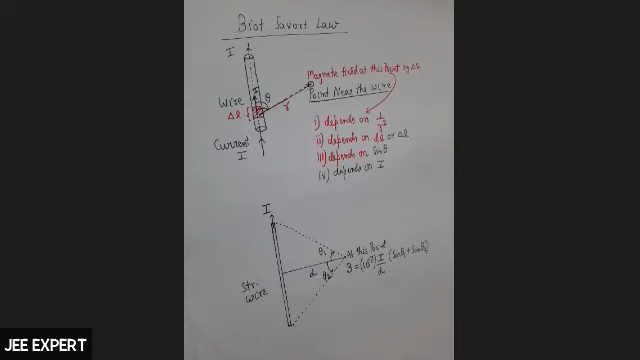 Biot Savort Law
I
Magnetic field at this Point by Δl
θ
I
r
Point Near the wire
Wire
Δl
i) depends on 1/r²
ii) depends on dl or Δl
iii) depends on Sinθ
(iv) depends on I
Current
I
I
At this Point
θ₁
B = (10⁻⁷) I/d (Sinθ₁ + Sinθ₂)
d
θ₂
Str.
wire
JEE EXPERT